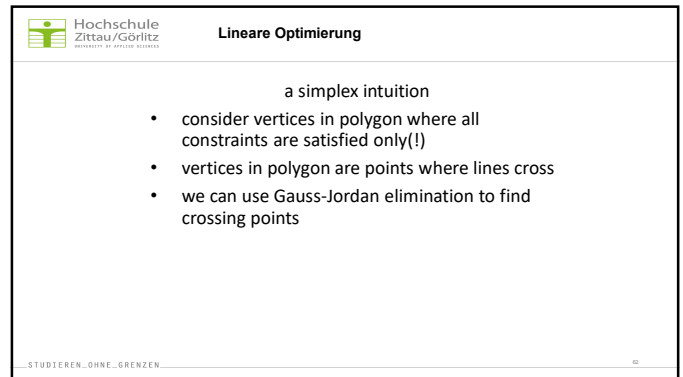 Hochschule
Zittau/Görlitz
UNIVERSITY OF APPLIED SCIENCES
Lineare Optimierung
a simplex intuition
• consider vertices in polygon where all
constraints are satisfied only(!)
• vertices in polygon are points where lines cross
• we can use Gauss-Jordan elimination to find
crossing points
STUDIEREN_OHNE_GRENZEN
62